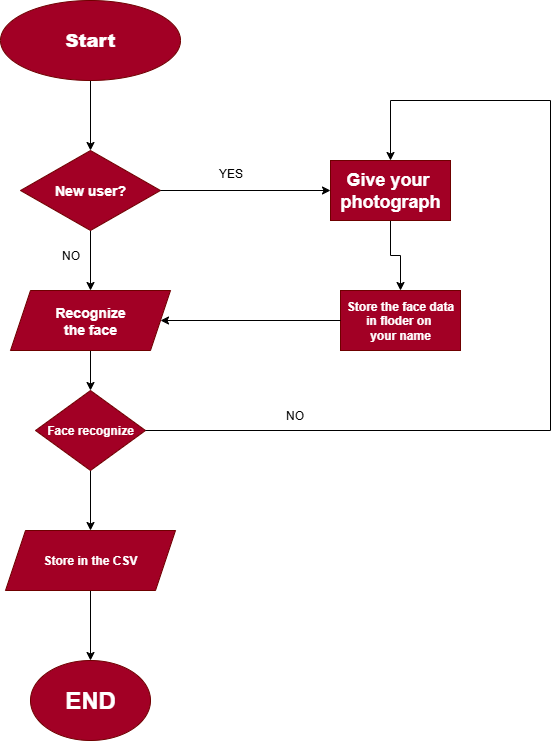 Start
New user?
YES
Give your
photograph
NO
Recognize
the face
Store the face data
in floder on
your name
Face recognize
NO
Store in the CSV
END